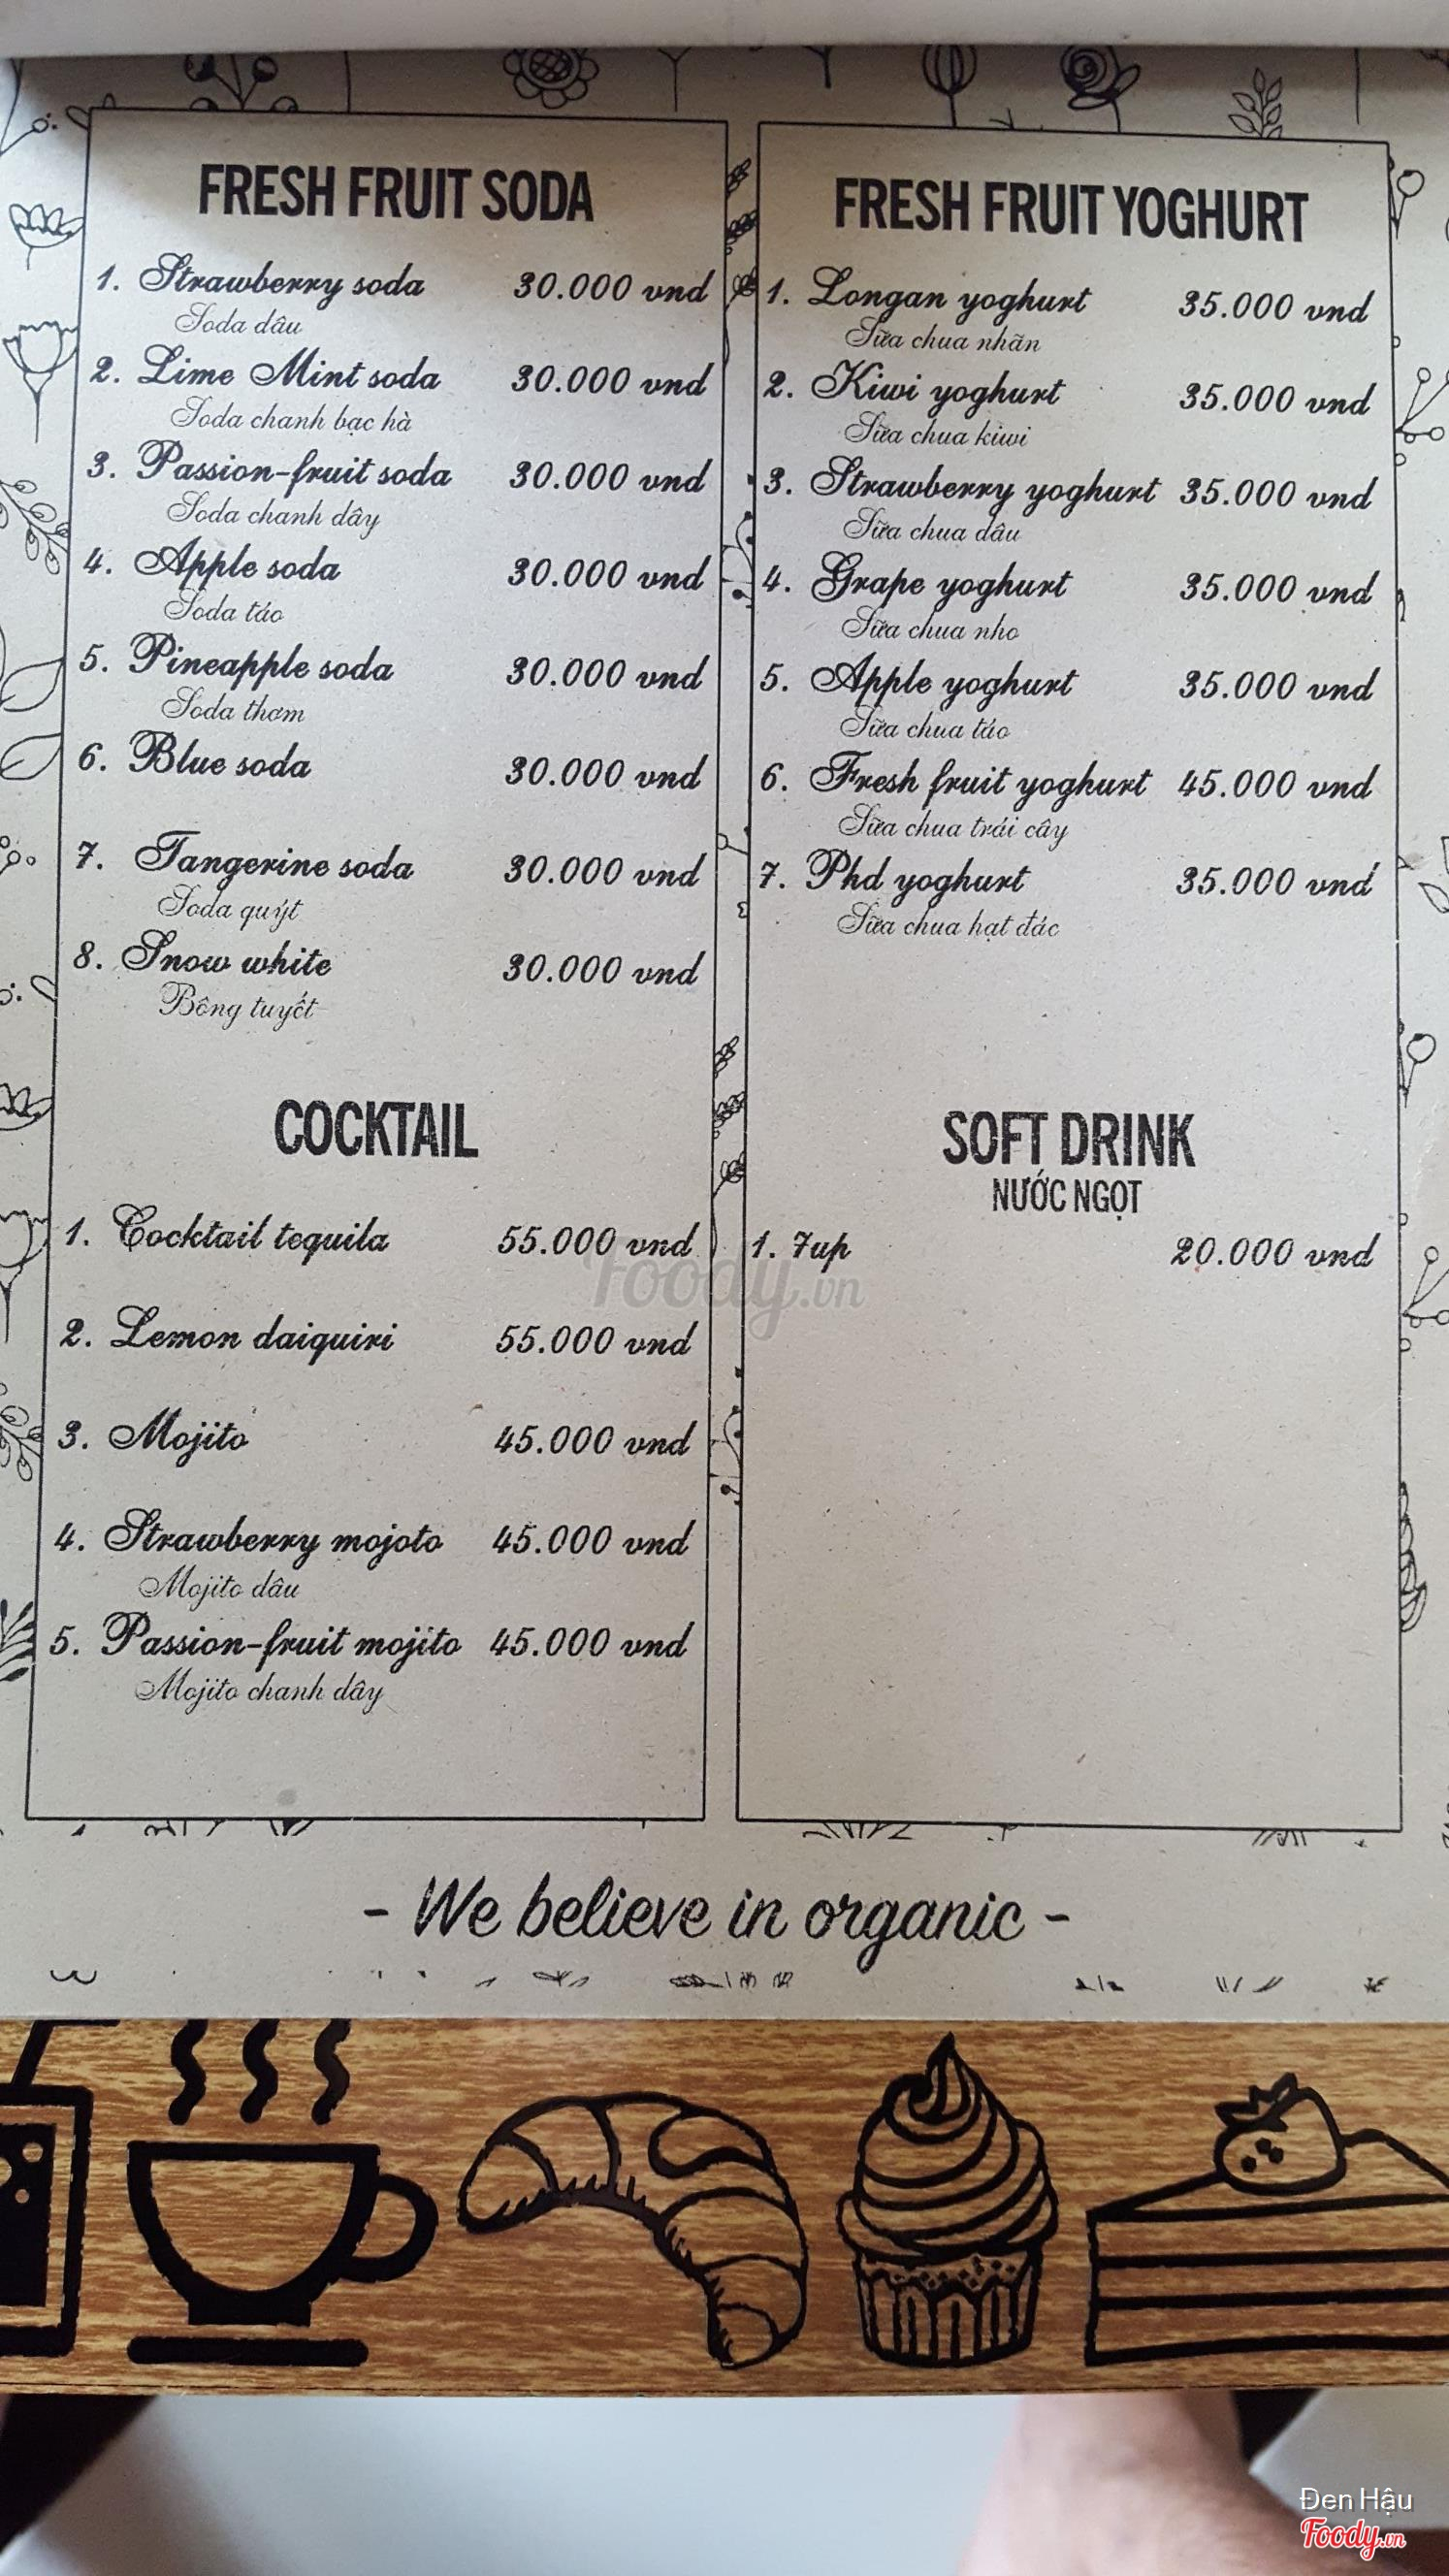 FRESH FRUIT SODA
1. Strawberry soda 30.000 vnd
Soda dâu
2. Lime Mint soda 30.000 vnd
Soda chanh bạc hà
3. Passion-fruit soda 30.000 vnd
Soda chanh dây
4. Apple soda 30.000 vnd
Soda táo
5. Pineapple soda 30.000 vnd
Soda thơm
6. Blue soda 30.000 vnd
7. Tangerine soda 30.000 vnd
Soda quýt
8. Snow white 30.000 vnd
Bông tuyết
COCKTAIL
1. Cocktail tequila 55.000 vnd
2. Lemon daiquiri 55.000 vnd
3. Mojito 45.000 vnd
4. Strawberry mojoto 45.000 vnd
Mojito dâu
5. Passion-fruit mojito 45.000 vnd
Mojito chanh dây
FRESH FRUIT YOGHURT
1. Longan yoghurt 35.000 vnd
Sữa chua nhãn
2. Kiwi yoghurt 35.000 vnd
Sữa chua kiwi
3. Strawberry yoghurt 35.000 vnd
Sữa chua dâu
4. Grape yoghurt 35.000 vnd
Sữa chua nho
5. Apple yoghurt 35.000 vnd
Sữa chua táo
6. Fresh fruit yoghurt 45.000 vnd
Sữa chua trái cây
7. Phd yoghurt 35.000 vnd
Sữa chua hạt đác
SOFT DRINK
NƯỚC NGỌT
1. 7up 20.000 vnd
Foody.vn
- We believe in organic -
Đen Hậu
Foody.vn